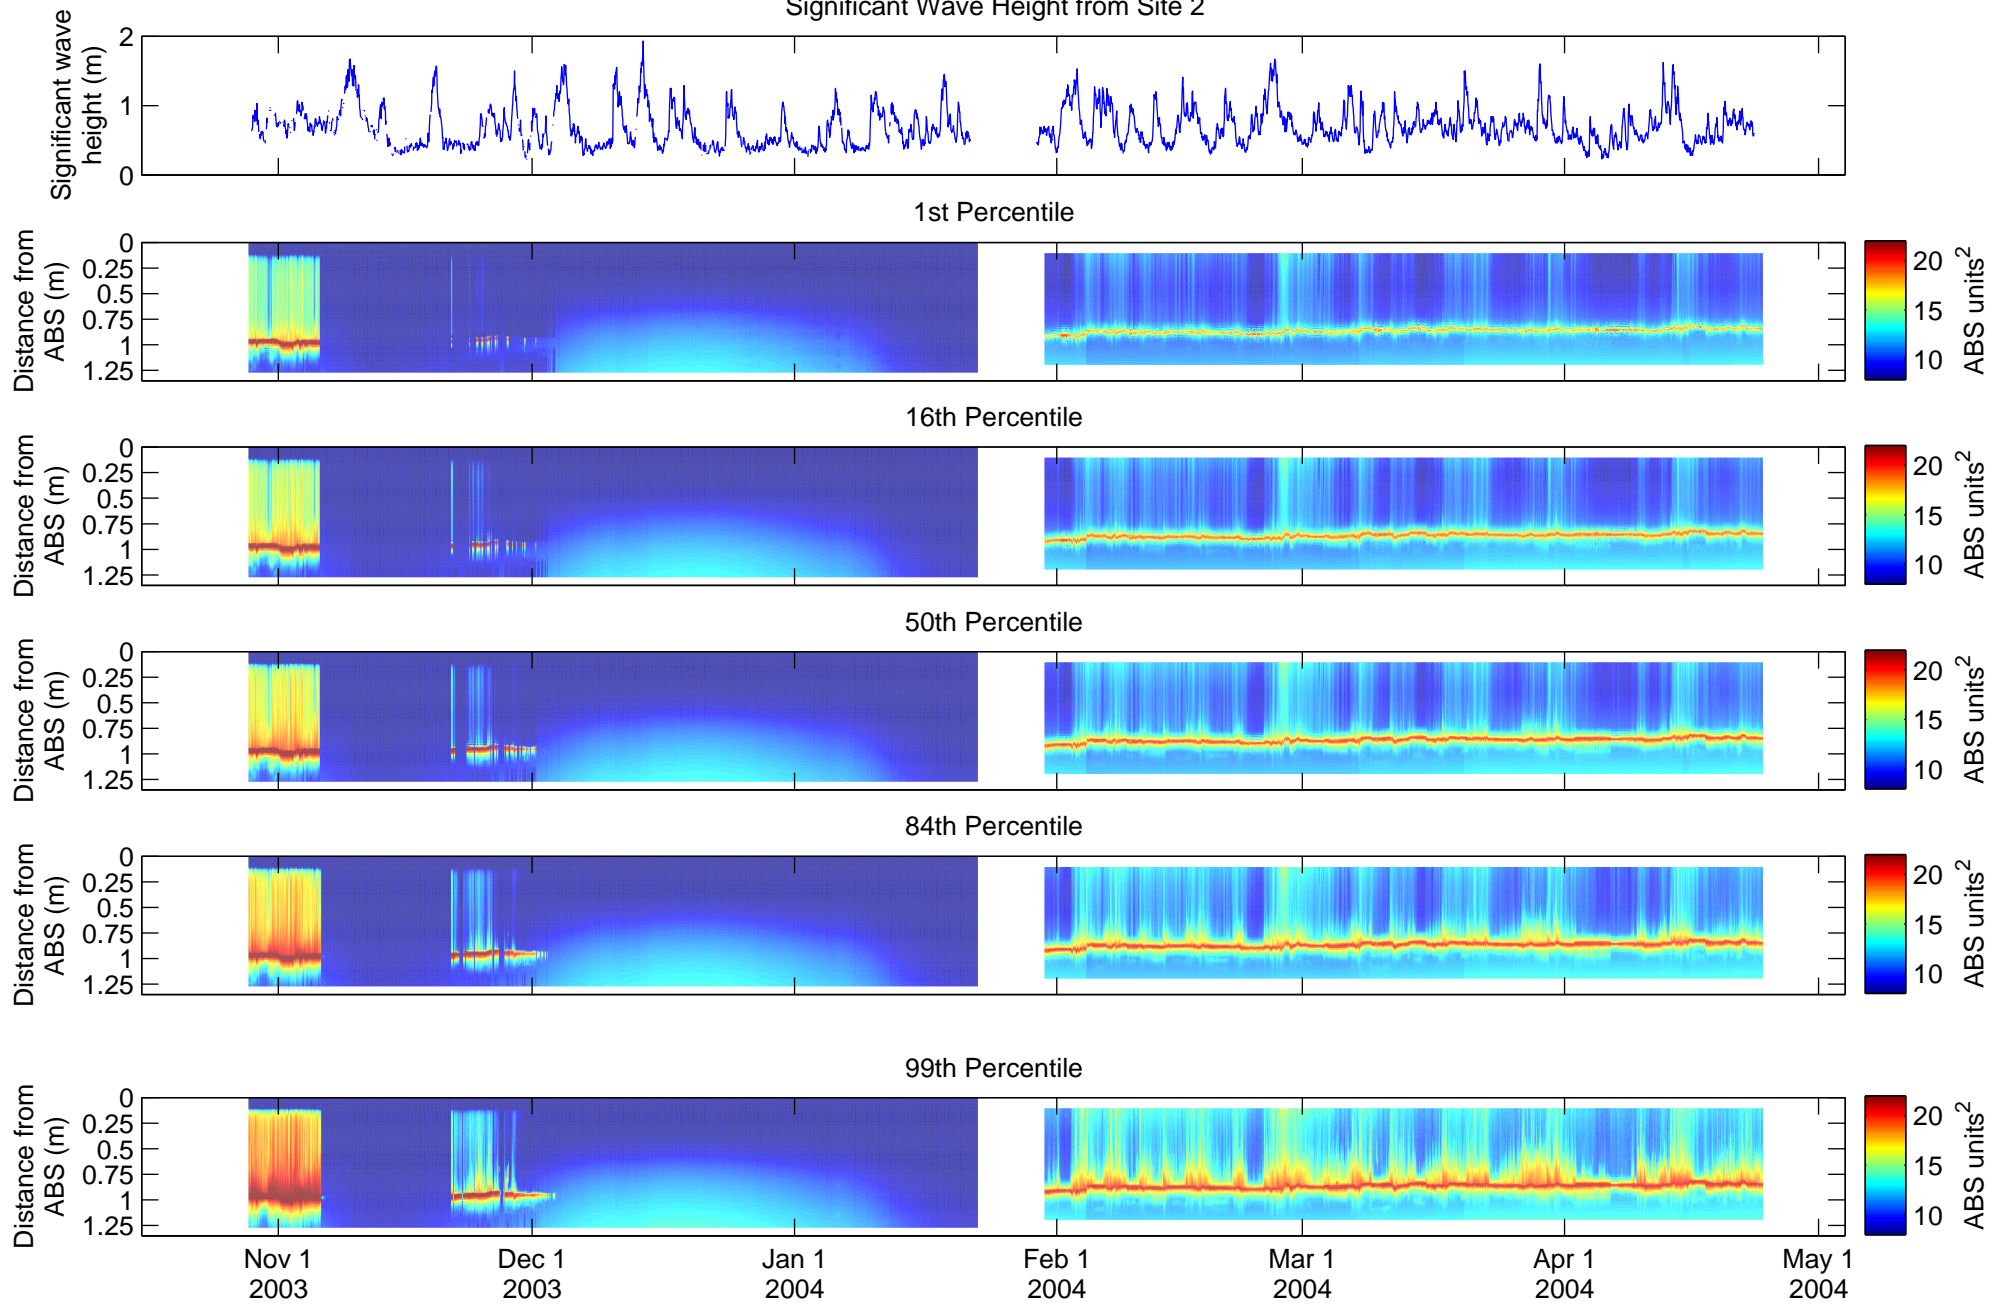 Significant Wave Height from Site 2
Significant wave
height (m)
2
1
0
1st Percentile
Distance from
ABS (m)
0
0.25
0.5
0.75
1
1.25
20
15
10
ABS units2
16th Percentile
Distance from
ABS (m)
0
0.25
0.5
0.75
1
1.25
20
15
10
ABS units2
50th Percentile
Distance from
ABS (m)
0
0.25
0.5
0.75
1
1.25
20
15
10
ABS units2
84th Percentile
Distance from
ABS (m)
0
0.25
0.5
0.75
1
1.25
20
15
10
ABS units2
99th Percentile
Distance from
ABS (m)
0
0.25
0.5
0.75
1
1.25
20
15
10
ABS units2
Nov 1
2003
Dec 1
2003
Jan 1
2004
Feb 1
2004
Mar 1
2004
Apr 1
2004
May 1
2004